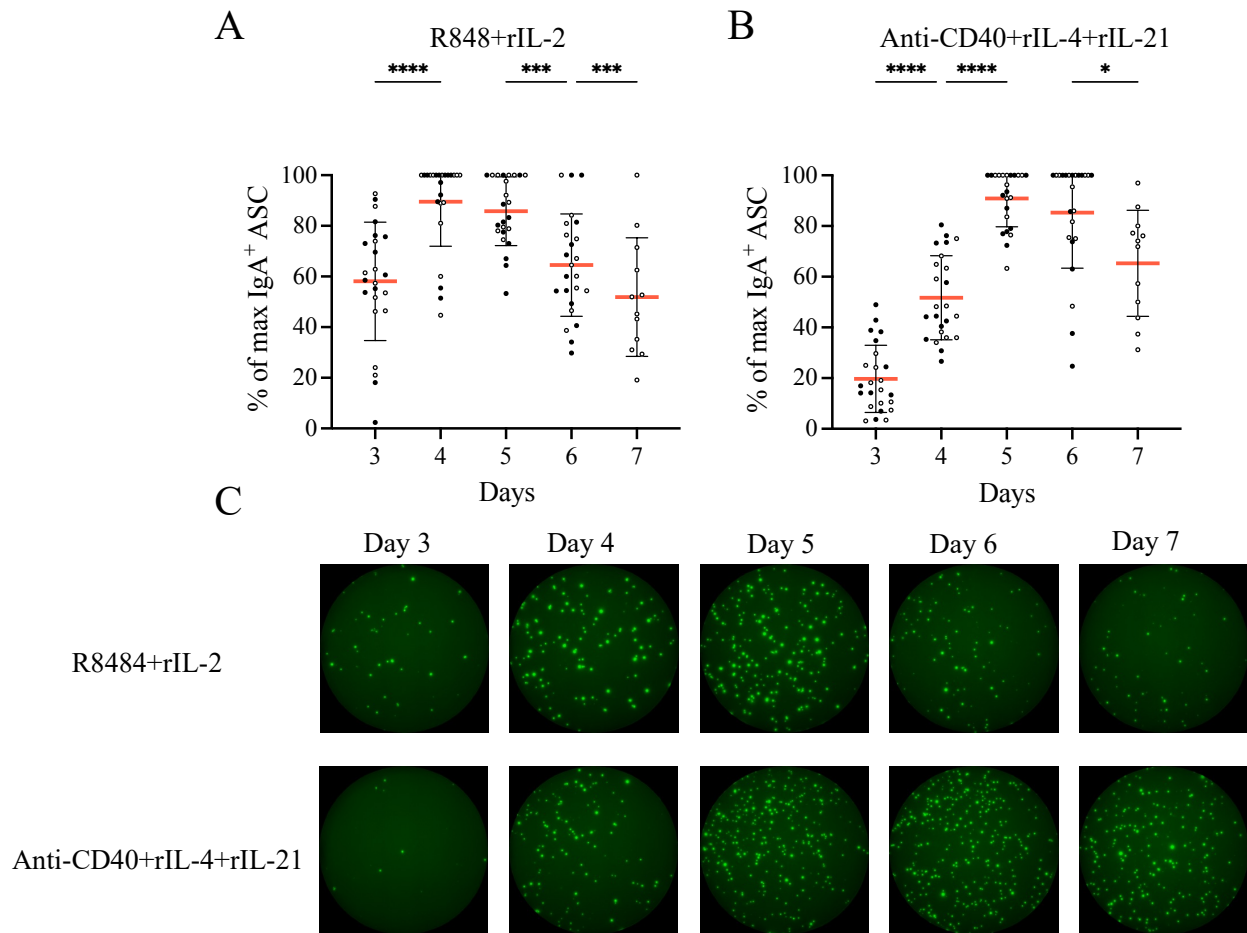 A
R848+rIL-2
**** *** ***
% of max IgA⁺ ASC
100
80
60
40
20
0
3 4 5 6 7
Days
B
Anti-CD40+rIL-4+rIL-21
**** **** *
% of max IgA⁺ ASC
100
80
60
40
20
0
3 4 5 6 7
Days
C
Day 3 Day 4 Day 5 Day 6 Day 7
R8484+rIL-2
Anti-CD40+rIL-4+rIL-21